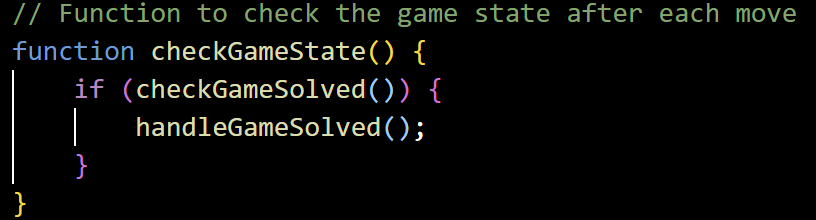 // Function to check the game state after each move
function checkGameState() {
    if (checkGameSolved()) {
        handleGameSolved();
    }
}